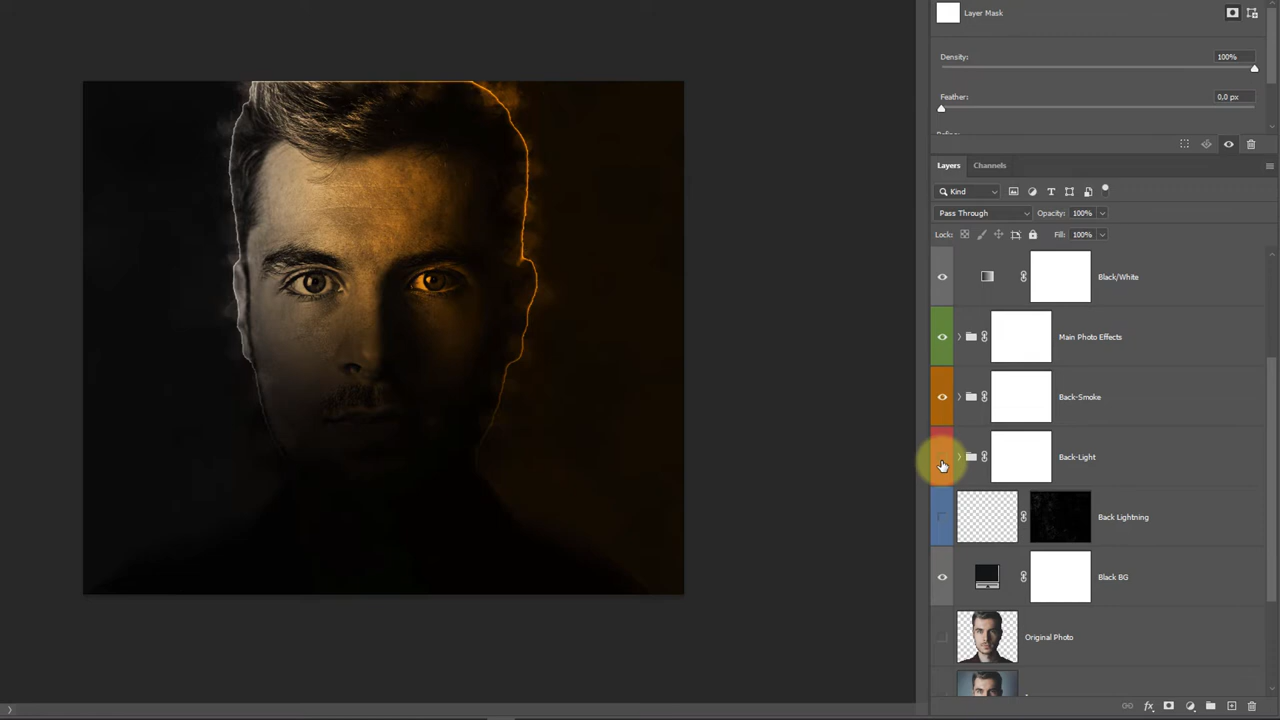 Layer Mask
Density:
100%
Feather:
0.0 px
Layers
Channels
Kind
Pass Through
Opacity:
100%
Lock:
Fill:
100%
Black/White
Main Photo Effects
Back-Smoke
Back-Light
Back Lightning
Black BG
Original Photo
fx